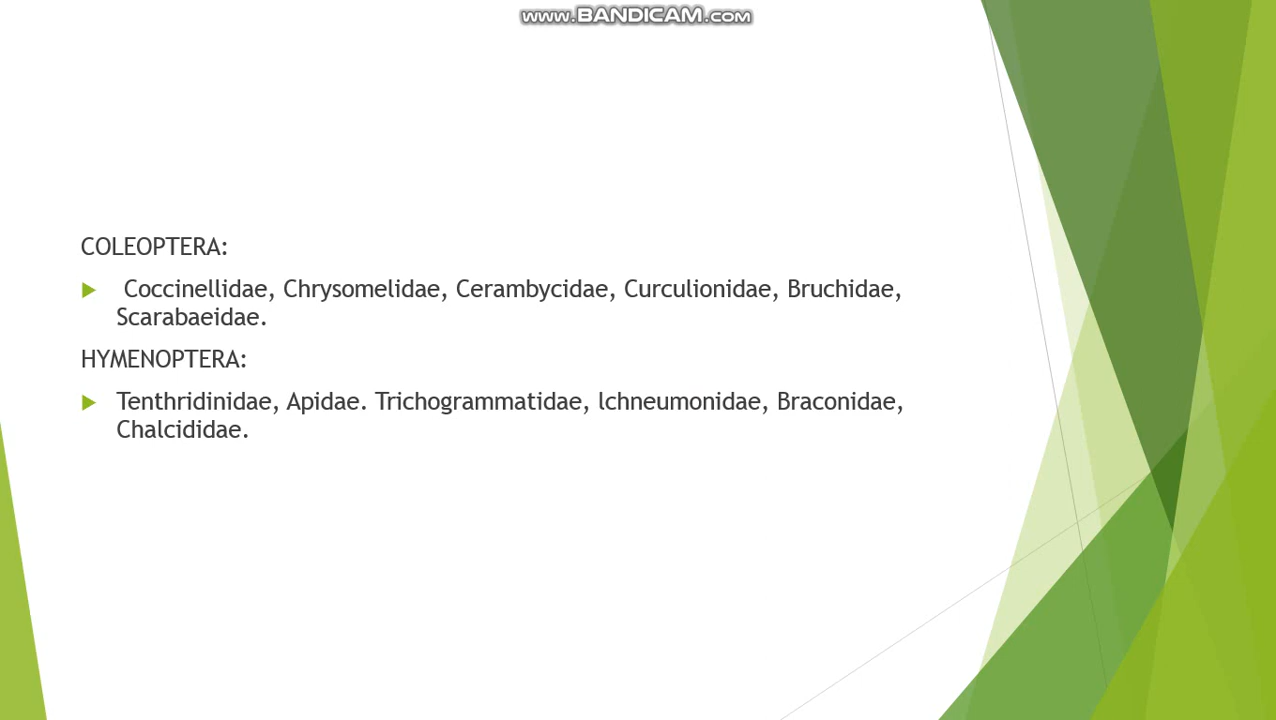 WWW.BANDICAM.COM
COLEOPTERA:
Coccinellidae, Chrysomelidae, Cerambycidae, Curculionidae, Bruchidae,
Scarabaeidae.
HYMENOPTERA:
Tenthridinidae, Apidae. Trichogrammatidae, lchneumonidae, Braconidae,
Chalcididae.